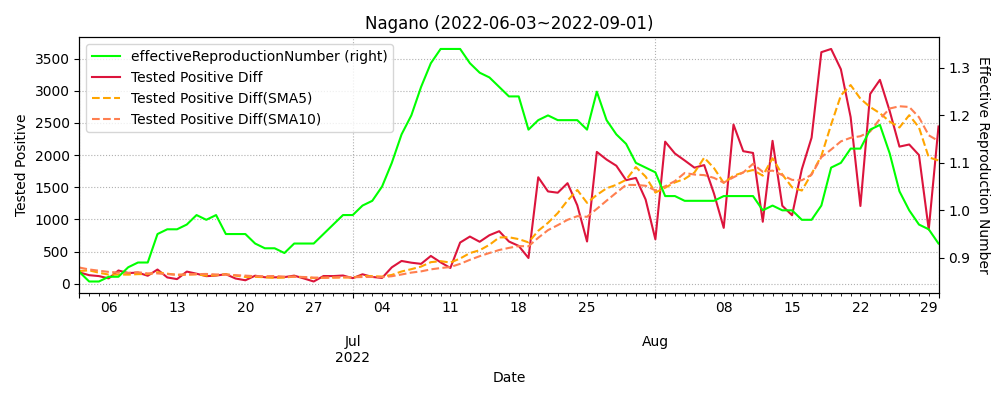 Nagano (2022-06-03~2022-09-01)
effectiveReproductionNumber (right)
Tested Positive Diff
Tested Positive Diff(SMA5)
Tested Positive Diff(SMA10)
Tested Positive
3500
3000
2500
2000
1500
1000
500
0
1.3
1.2
1.1
1.0
0.9
Effective Reproduction Number
06 13 20 27 04 11 18 25 08 15 22 29
Jul Aug
2022
Date